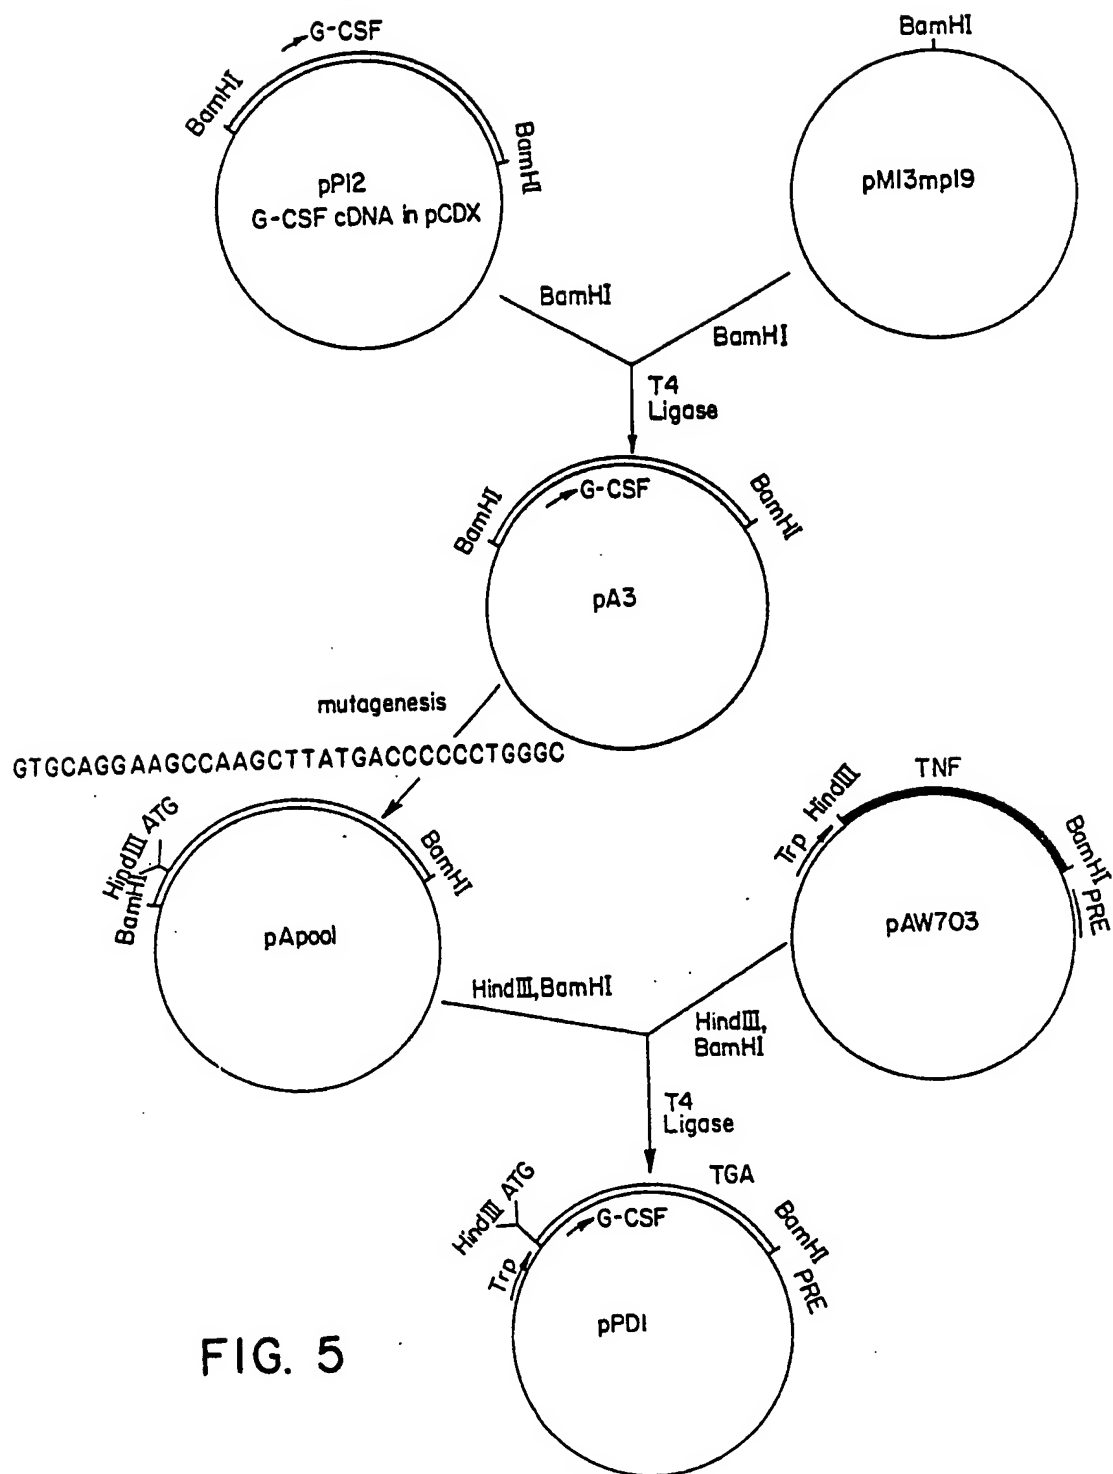 G-CSF
BamHI
BamHI
pP12
G-CSF cDNA in pCDX
BamHI
pM13mp19
BamHI
BamHI
T4
Ligase
BamHI
G-CSF
BamHI
pA3
mutagenesis
GTGCAGGAAGCCAAGCTTATGACCCCCCTGGGC
HindIII
ATG
BamHI
BamHI
pApool
TNF
HindIII
Trp
BamHI
PRE
pAW703
HindIII,BamHI
HindIII,
BamHI
T4
Ligase
HindIII
ATG
TGA
G-CSF
BamHI
Trp
PRE
pPD1
FIG. 5